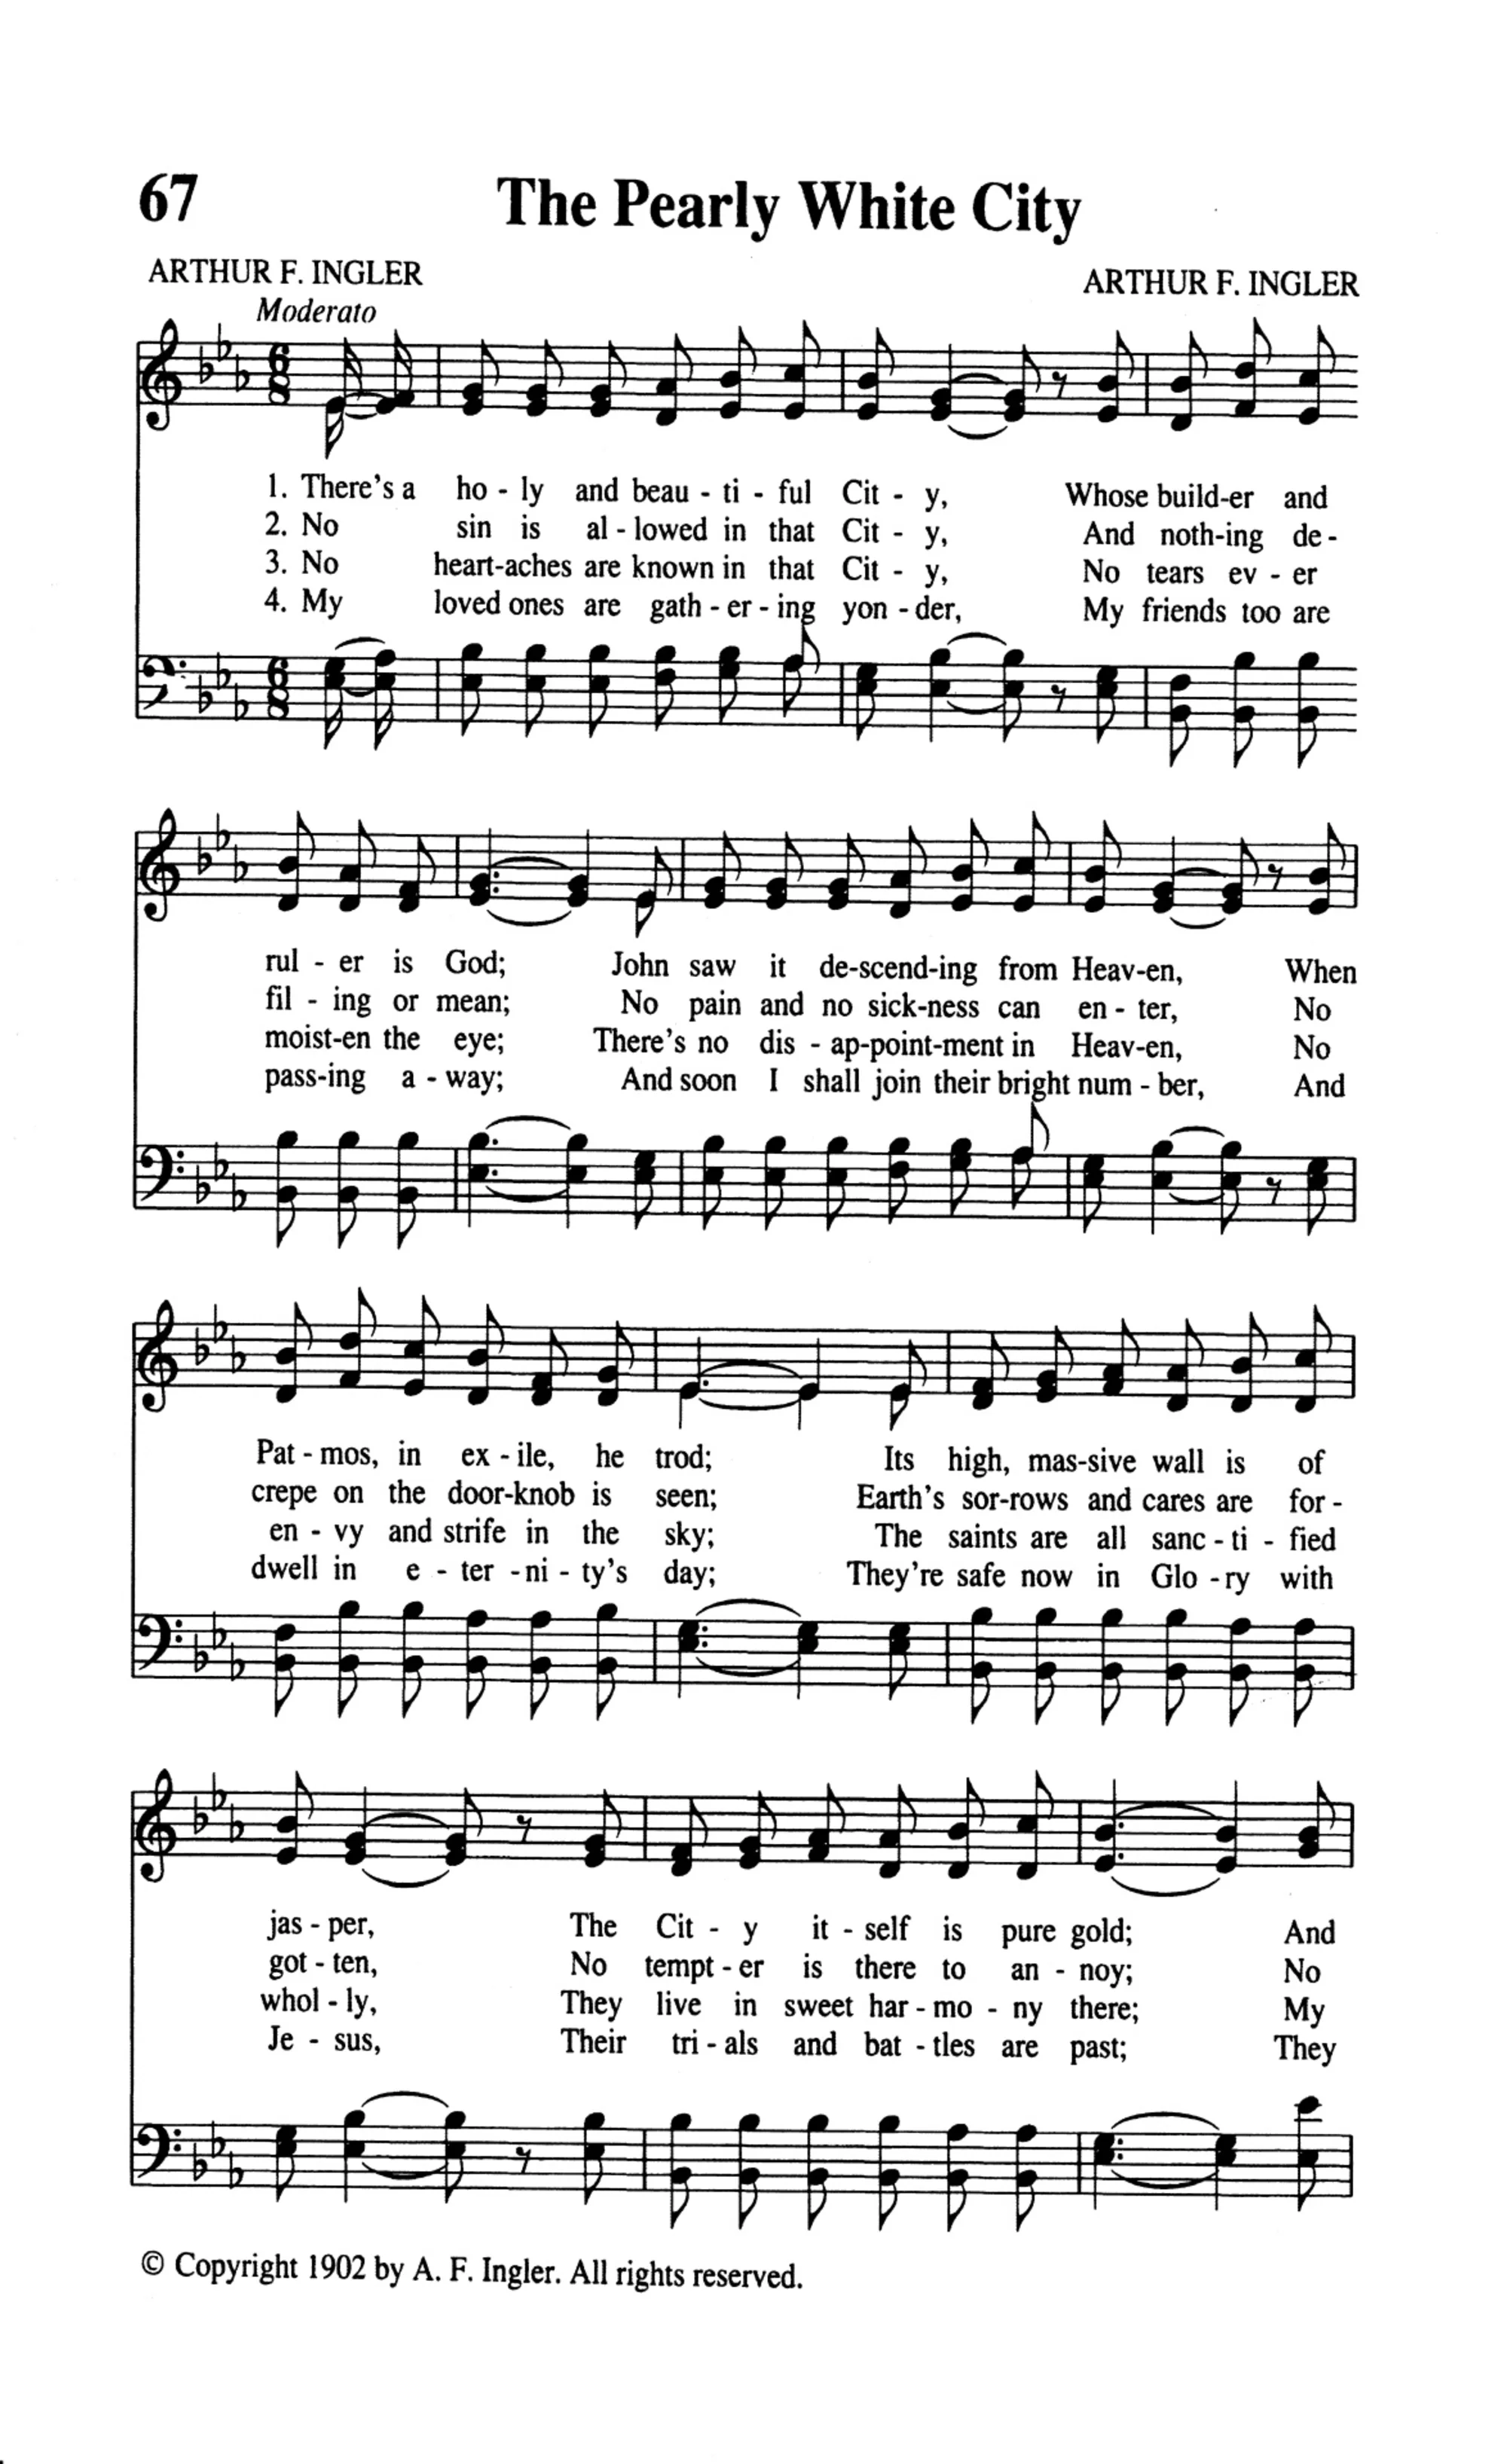 67 The Pearly White City
ARTHUR F. INGLER ARTHUR F. INGLER
Moderato
6 8
1. There's a ho - ly and beau - ti - ful Cit - y, Whose build-er and
2. No sin is al - lowed in that Cit - y, And noth-ing de -
3. No heart-aches are known in that Cit - y, No tears ev - er
4. My loved ones are gath - er - ing yon - der, My friends too are
6 8
rul - er is God; John saw it de-scend-ing from Heav-en, When
fil - ing or mean; No pain and no sick-ness can en - ter, No
moist-en the eye; There's no dis - ap-point-ment in Heav-en, No
pass-ing a - way; And soon I shall join their bright num - ber, And
Pat - mos, in ex - ile, he trod; Its high, mas-sive wall is of
crepe on the door-knob is seen; Earth's sor-rows and cares are for -
en - vy and strife in the sky; The saints are all sanc - ti - fied
dwell in e - ter - ni - ty's day; They're safe now in Glo - ry with
jas - per, The Cit - y it - self is pure gold; And
got - ten, No tempt - er is there to an - noy; No
whol - ly, They live in sweet har - mo - ny there; My
Je - sus, Their tri - als and bat - tles are past; They
© Copyright 1902 by A. F. Ingler. All rights reserved.